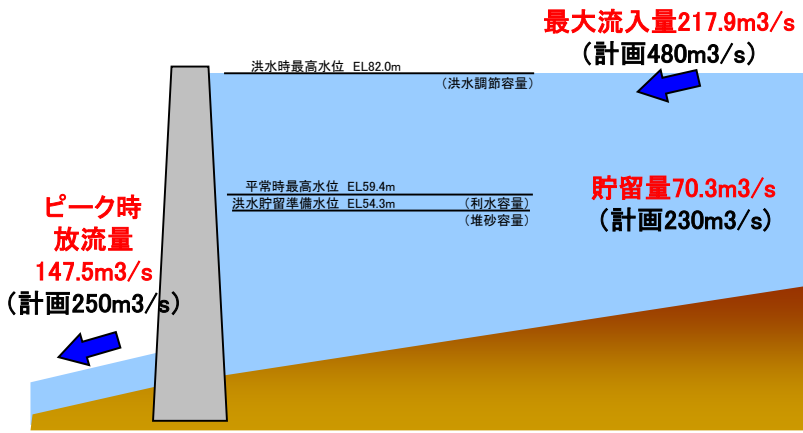 最大流入量217.9m3/s
（計画480m3/s）
洪水時最高水位 EL82.0m
（洪水調節容量）
平常時最高水位 EL59.4m
洪水貯留準備水位 EL54.3m
（利水容量）
（堆砂容量）
貯留量70.3m3/s
（計画230m3/s）
ピーク時
放流量
147.5m3/s
（計画250m3/s）